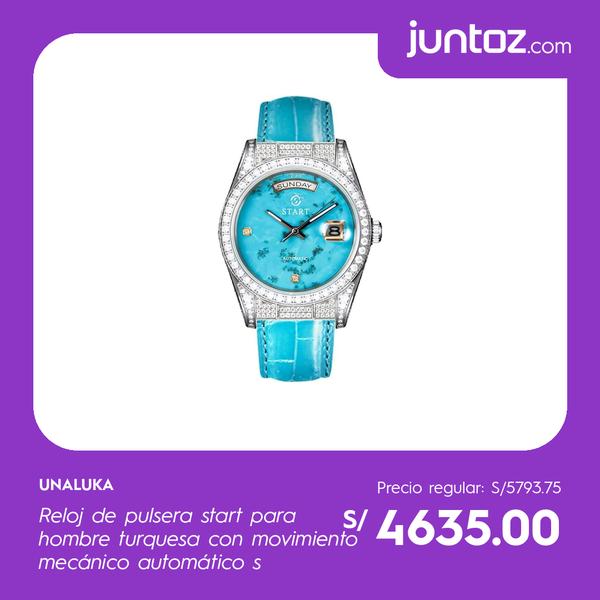 juntoz.com
SUNDAY
START
8
AUTOMATIC
UNALUKA
Precio regular: S/5793.75
Reloj de pulsera start para
hombre turquesa con movimiento
mecánico automático s
S/ 4635.00